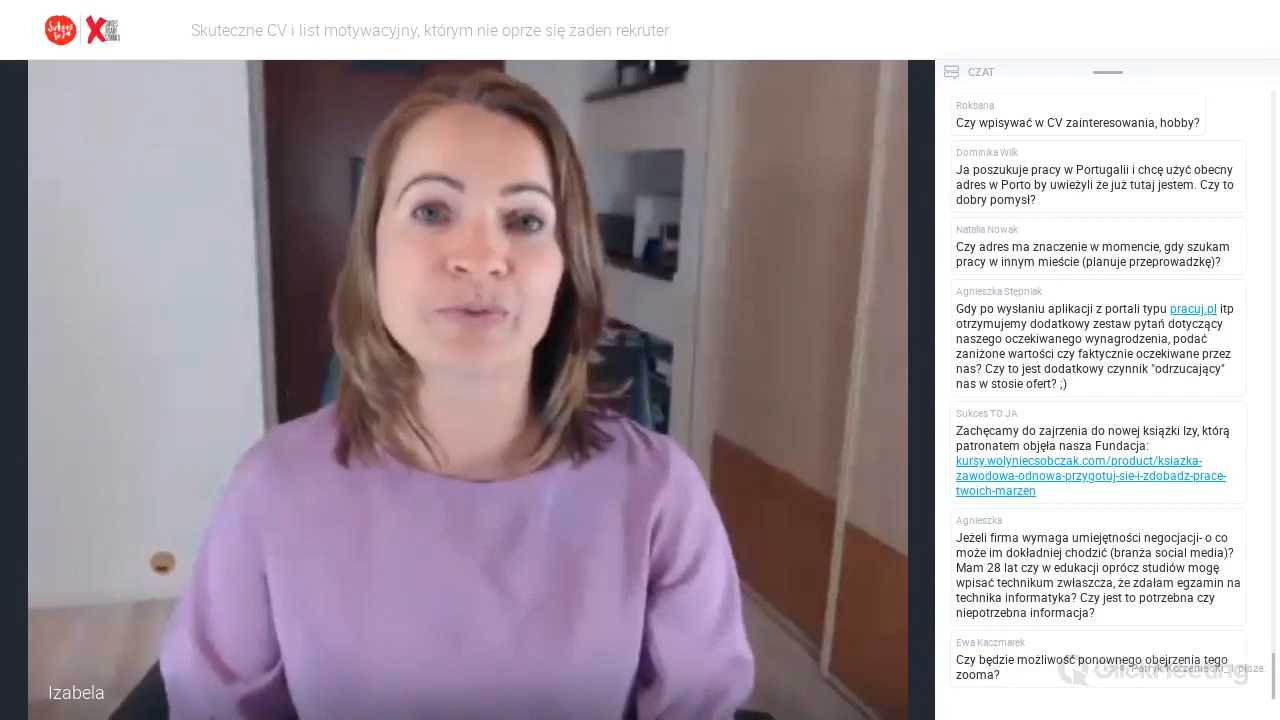 Sukces
to Ja
Skuteczne CV i list motywacyjny, którym nie oprze się żaden rekruter
CZAT
Roksana
Czy wpisywać w CV zainteresowania, hobby?
Dominika Wilk
Ja poszukuje pracy w Portugalii i chcę użyć obecny
adres w Porto by uwieżyli że już tutaj jestem. Czy to
dobry pomysł?
Natalia Nowak
Czy adres ma znaczenie w momencie, gdy szukam
pracy w innym mieście (planuje przeprowadzkę)?
Agnieszka Stępniak
Gdy po wysłaniu aplikacji z portali typu pracuj.pl itp
otrzymujemy dodatkowy zestaw pytań dotyczący
naszego oczekiwanego wynagrodzenia, podać
zaniżone wartości czy faktycznie oczekiwane przez
nas? Czy to jest dodatkowy czynnik "odrzucający"
nas w stosie ofert? ;)
Sukces TO JA
Zachęcamy do zajrzenia do nowej książki Izy, którą
patronatem objęła nasza Fundacja:
kursy.wolyniecsobczak.com/product/ksiazka-
zawodowa-odnowa-przygotuj-sie-i-zdobadz-prace-
twoich-marzen
Agnieszka
Jeżeli firma wymaga umiejętności negocjacji- o co
może im dokładniej chodzić (branża social media)?
Mam 28 lat czy w edukacji oprócz studiów mogę
wpisać technikum zwłaszcza, że zdałam egzamin na
technika informatyka? Czy jest to potrzebna czy
niepotrzebna informacja?
Ewa Kaczmarek
Czy będzie możliwość ponownego obejrzenia tego
zooma?
ClickMeeting
Izabela